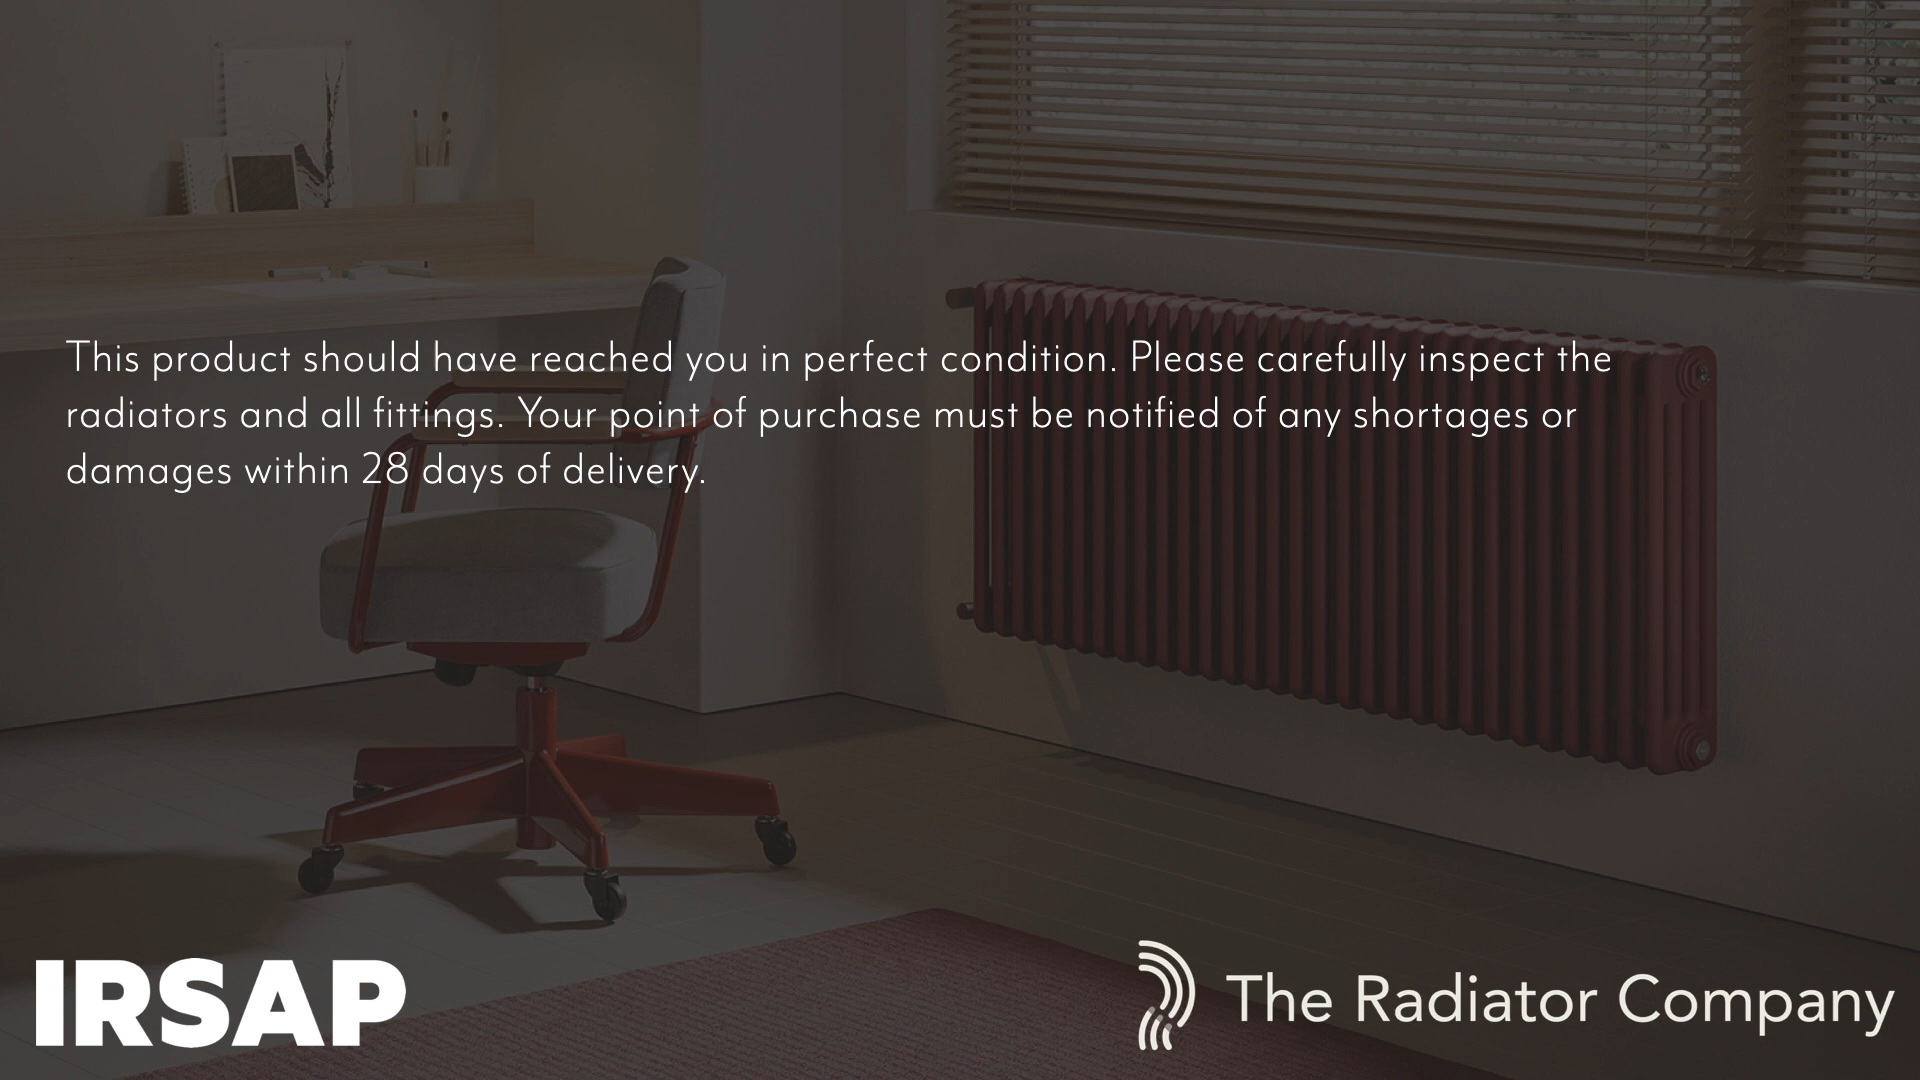 This product should have reached you in perfect condition. Please carefully inspect the
radiators and all fittings. Your point of purchase must be notified of any shortages or
damages within 28 days of delivery.
IRSAP
The Radiator Company